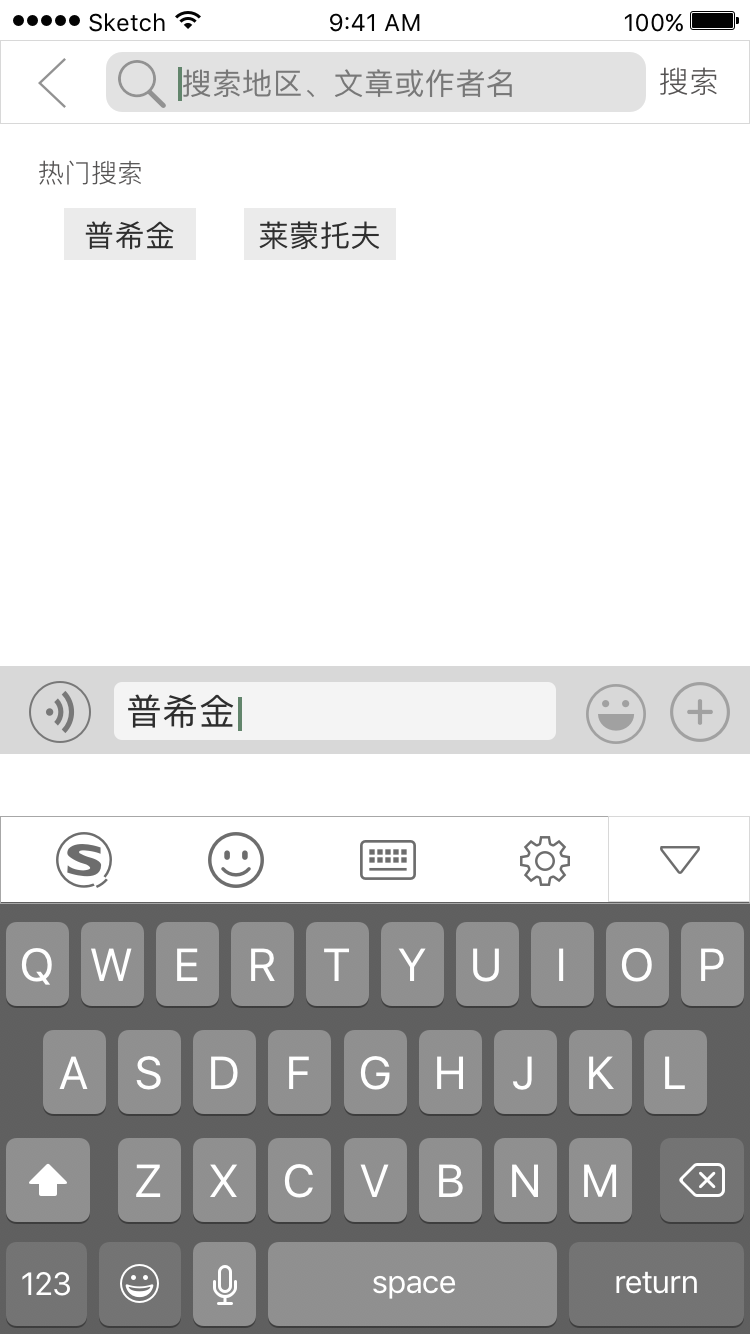 Sketch 9:41 AM 100%
搜索地区、文章或作者名 搜索
热门搜索
普希金 莱蒙托夫
普希金
S
Q W E R T Y U I O P
A S D F G H J K L
Z X C V B N M
123 space return